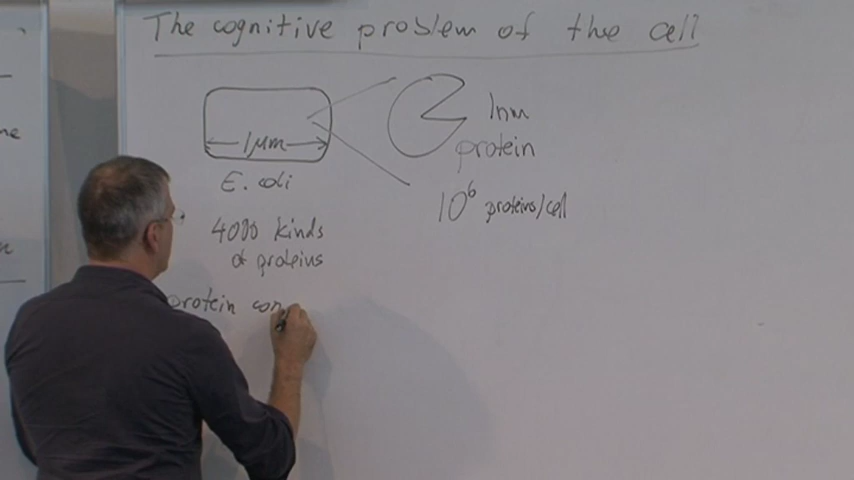 The cognitive problem of the cell
1μm
E. coli
1nm
protein
10⁶ proteins/cell
4000 kinds
of proteins
protein con